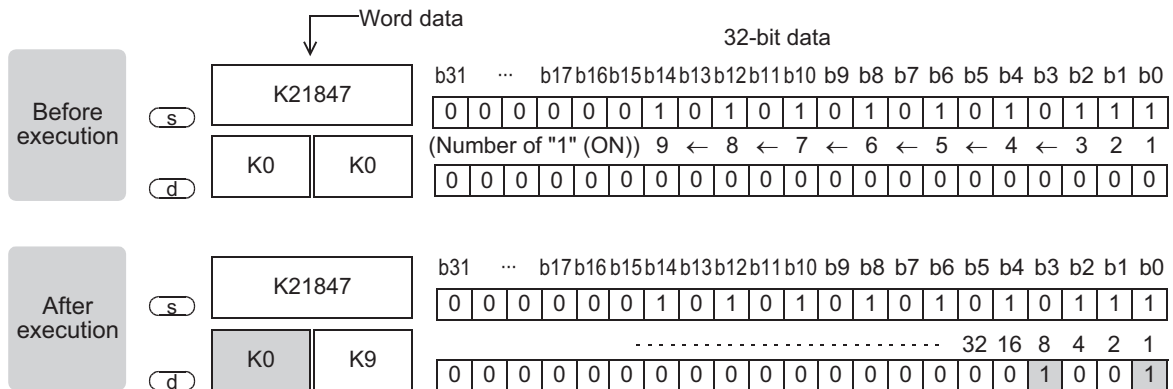 Word data
32-bit data
Before execution
s
K21847
b31 ··· b17 b16 b15 b14 b13 b12 b11 b10 b9 b8 b7 b6 b5 b4 b3 b2 b1 b0
0 0 0 0 0 0 1 0 1 0 1 0 1 0 1 0 1 0 1 1 1
(Number of "1" (ON)) 9 ← 8 ← 7 ← 6 ← 5 ← 4 ← 3 2 1
d
K0 K0
0 0 0 0 0 0 0 0 0 0 0 0 0 0 0 0 0 0 0 0 0
After execution
s
K21847
b31 ··· b17 b16 b15 b14 b13 b12 b11 b10 b9 b8 b7 b6 b5 b4 b3 b2 b1 b0
0 0 0 0 0 0 1 0 1 0 1 0 1 0 1 0 1 0 1 1 1
32 16 8 4 2 1
d
K0 K9
0 0 0 0 0 0 0 0 0 0 0 0 0 0 0 0 0 1 0 0 1